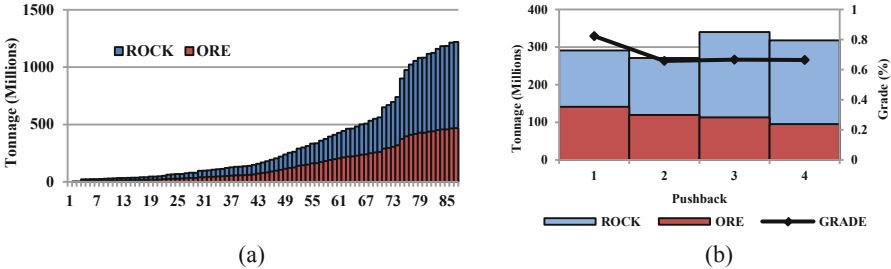 1500
1000
500
0
Tonnage (Millions)
ROCK ORE
1 7 13 19 25 31 37 43 49 55 61 67 73 79 85
(a)
400
300
200
100
0
Tonnage (Millions)
1
0.8
0.6
0.4
0.2
0
Grade (%)
1 2 3 4
Pushback
ROCK ORE GRADE
(b)